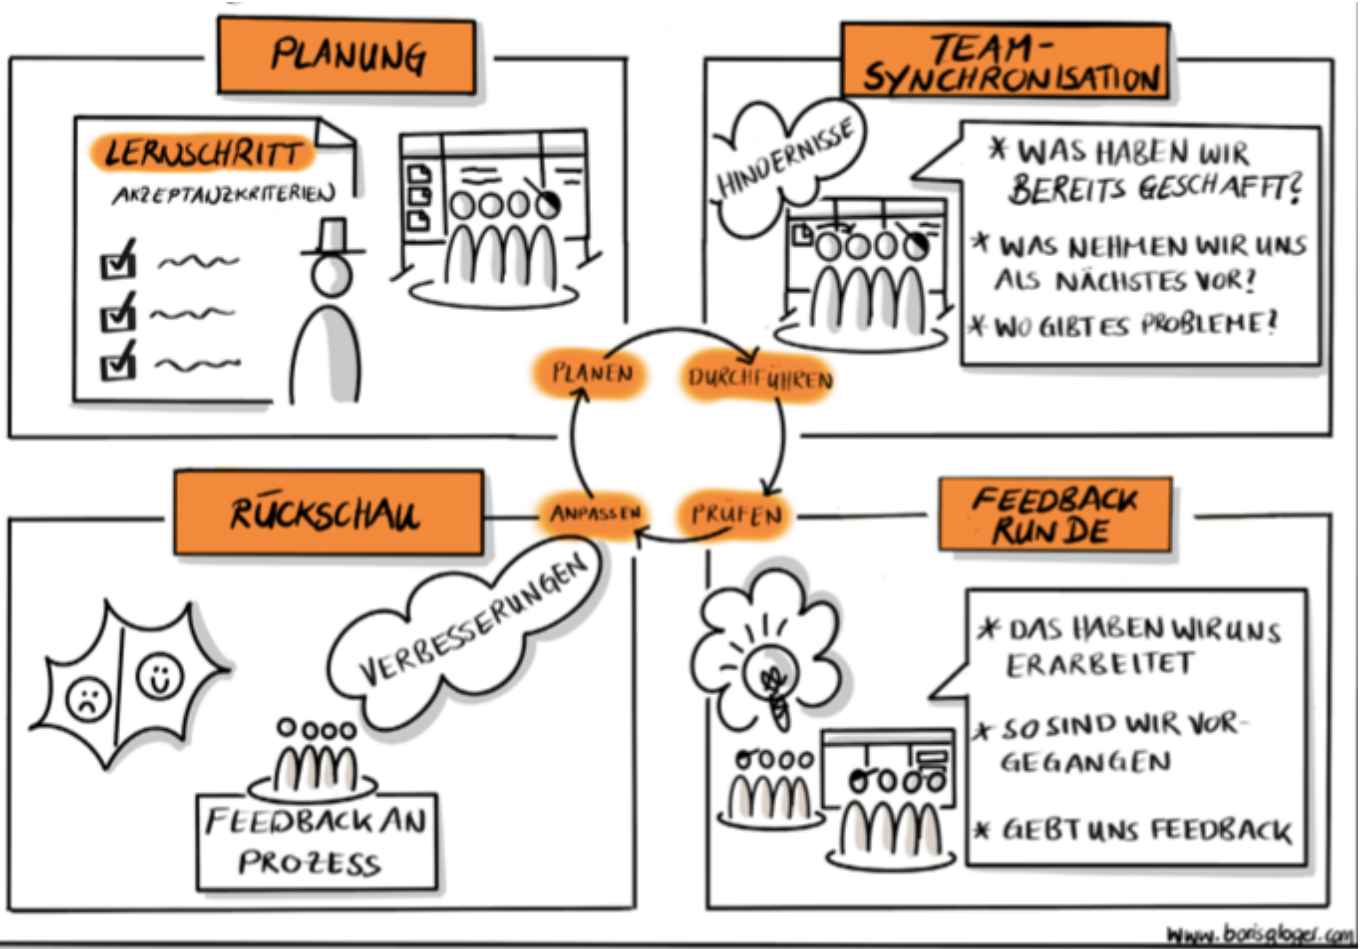 PLANUNG
LERNSCHRITT
AKZEPTANZKRITERIEN
TEAM-
SYNCHRONISATION
HINDERNISSE
* WAS HABEN WIR
BEREITS GESCHAFFT?
* WAS NEHMEN WIR UNS
ALS NÄCHSTES VOR?
* WO GIBT ES PROBLEME?
PLANEN
DURCHFÜHREN
ANPASSEN
PRÜFEN
RÜCKSCHAU
VERBESSERUNGEN
FEEDBACK AN
PROZESS
FEEDBACK
RUNDE
* DAS HABEN WIR UNS
ERARBEITET
* SO SIND WIR VOR-
GEGANGEN
* GEBT UNS FEEDBACK
www.borisgloger.com